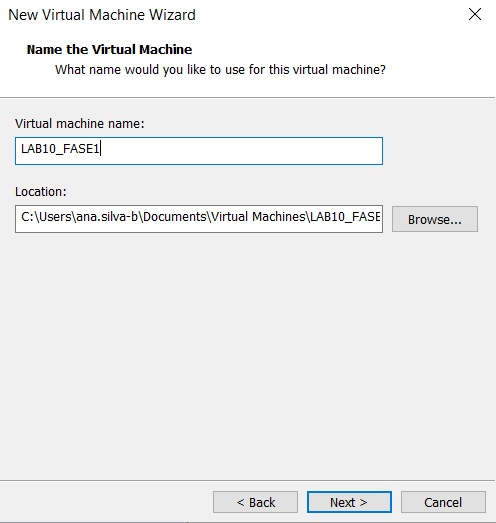 New Virtual Machine Wizard
Name the Virtual Machine
What name would you like to use for this virtual machine?
Virtual machine name:
LAB10_FASE1
Location:
C:\Users\ana.silva-b\Documents\Virtual Machines\LAB10_FASE
Browse...
< Back
Next >
Cancel